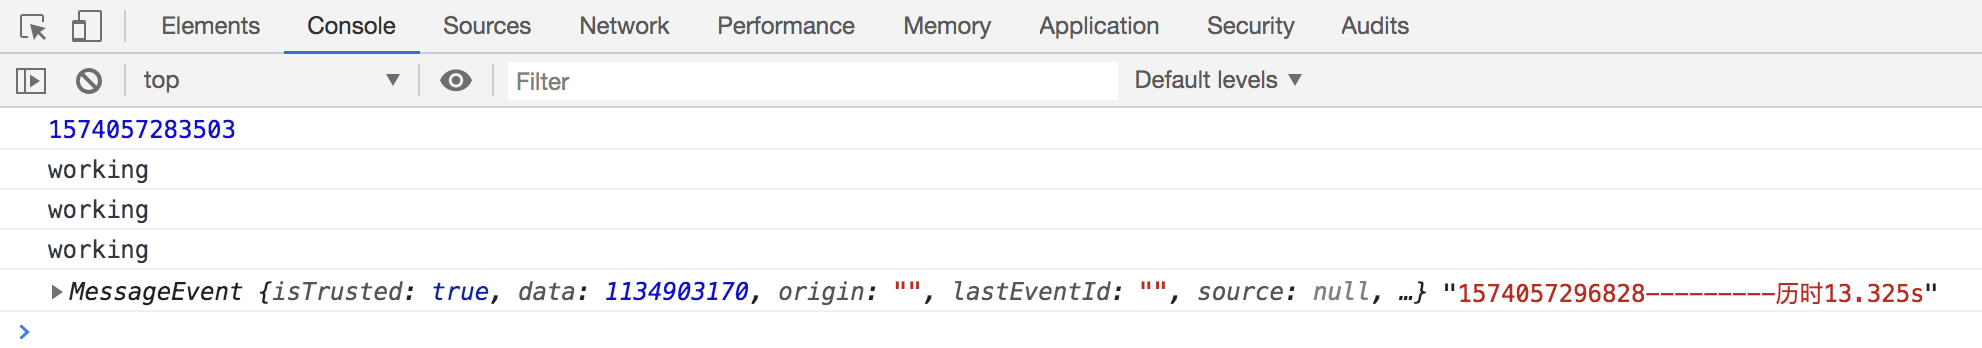 Elements Console Sources Network Performance Memory Application Security Audits
top ▼ Filter Default levels ▼
1574057283503
working
working
working
▶MessageEvent {isTrusted: true, data: 1134903170, origin: "", lastEventId: "", source: null, …} "1574057296828---------历时13.325s"
>